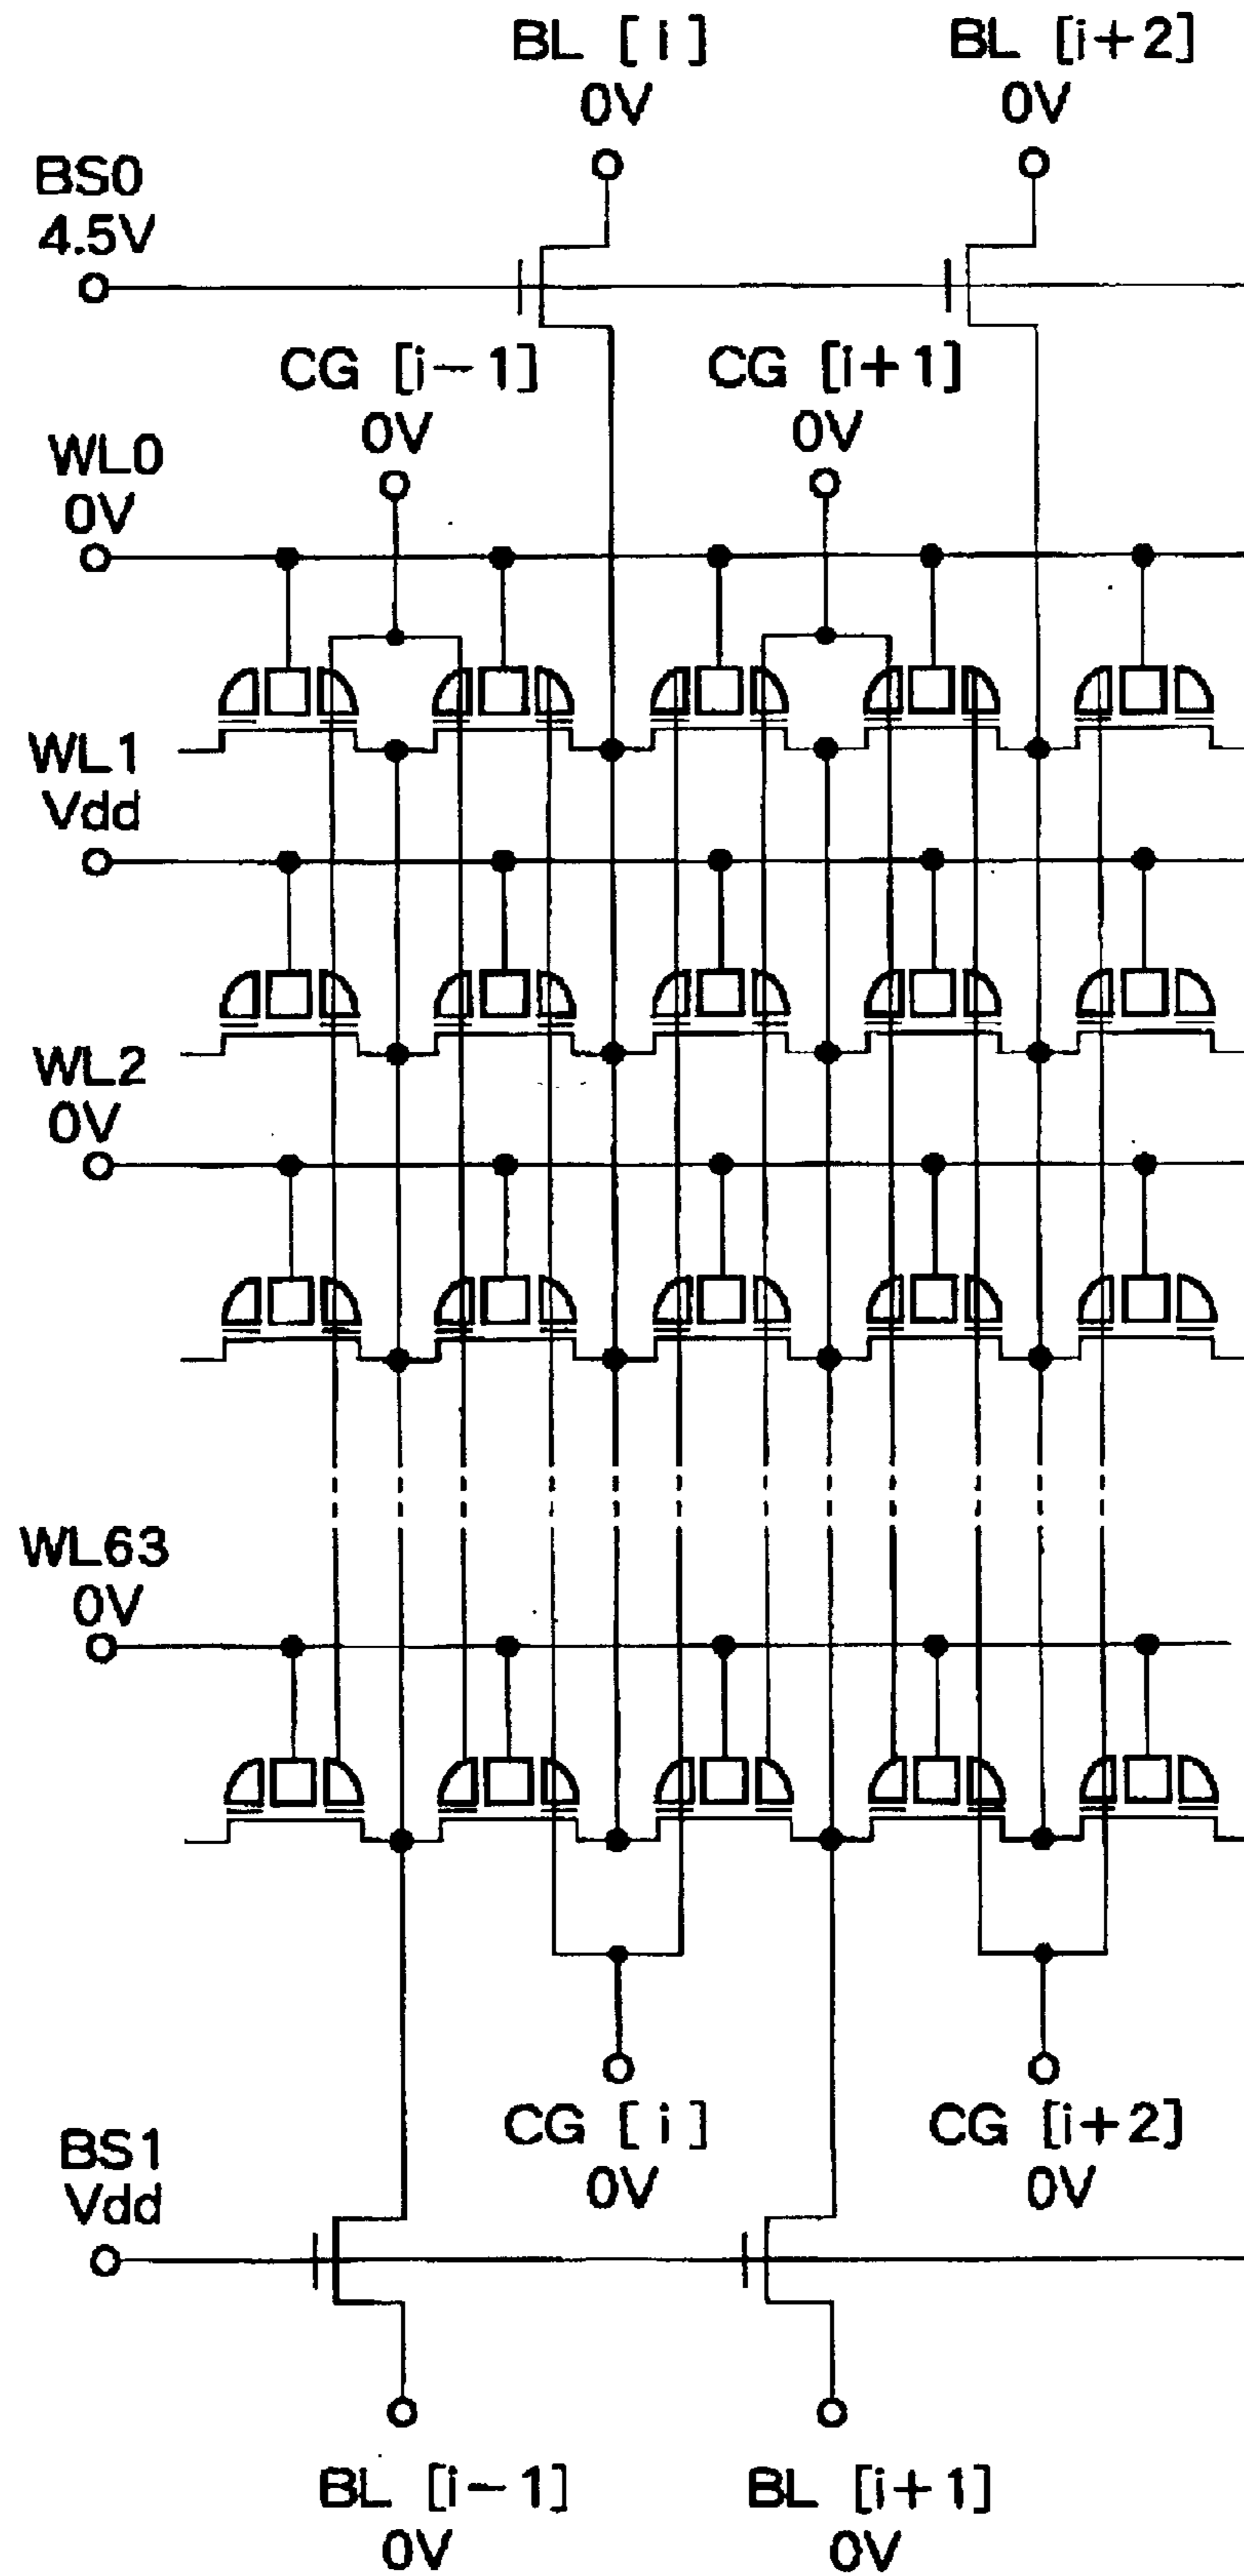 BL [i]
0V
BL [i+2]
0V
BS0
4.5V
CG [i-1]
0V
CG [i+1]
0V
WL0
0V
WL1
Vdd
WL2
0V
WL63
0V
CG [i]
0V
CG [i+2]
0V
BS1
Vdd
BL [i-1]
0V
BL [i+1]
0V